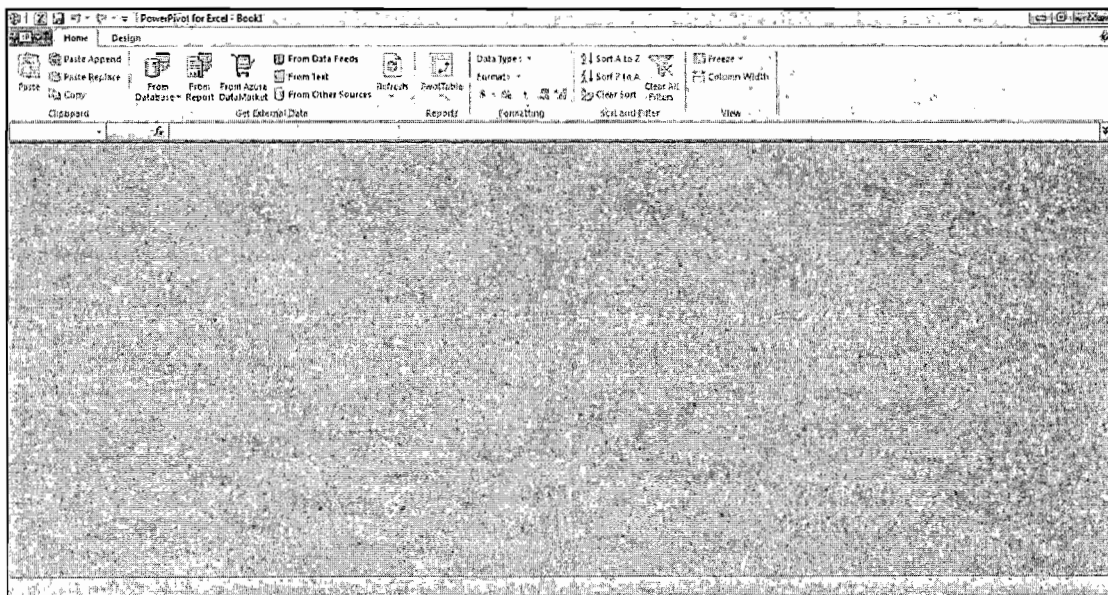 PowerPivot for Excel - Book1
Home Design
Paste
Paste Append
Paste Replace
Copy
Clipboard
From Database
From Report
From Azure DataMarket
From Data Feeds
From Text
From Other Sources
Get External Data
Refresh
PivotTable
Reports
Data Type:
Format:
$ %
Formatting
Sort A to Z
Sort Z to A
Clear Sort
Clear All Filters
Sort and Filter
Freeze
Column Width
View
fx